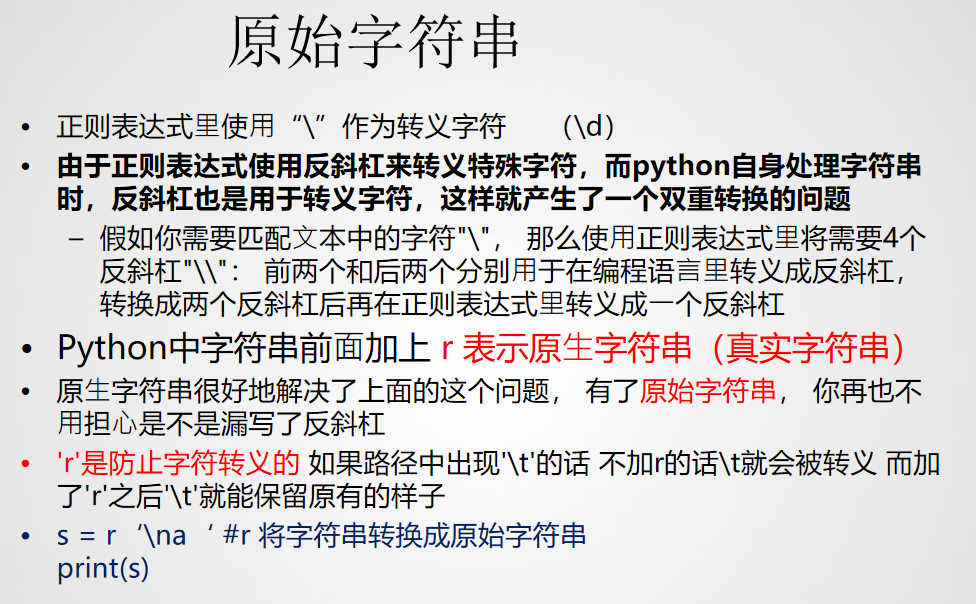 原始字符串
• 正则表达式里使用“\”作为转义字符 （\d）
• 由于正则表达式使用反斜杠来转义特殊字符，而python自身处理字符串
时，反斜杠也是用于转义字符，这样就产生了一个双重转换的问题
– 假如你需要匹配文本中的字符"\"， 那么使用正则表达式里将需要4个
反斜杠"\\"： 前两个和后两个分别用于在编程语言里转义成反斜杠，
转换成两个反斜杠后再在正则表达式里转义成一个反斜杠
• Python中字符串前面加上 r 表示原生字符串（真实字符串）
• 原生字符串很好地解决了上面的这个问题， 有了原始字符串， 你再也不
用担心是不是漏写了反斜杠
• 'r'是防止字符转义的 如果路径中出现'\t'的话 不加r的话\t就会被转义 而加
了'r'之后'\t'就能保留原有的样子
• s = r‘\na‘ #r 将字符串转换成原始字符串
print(s)